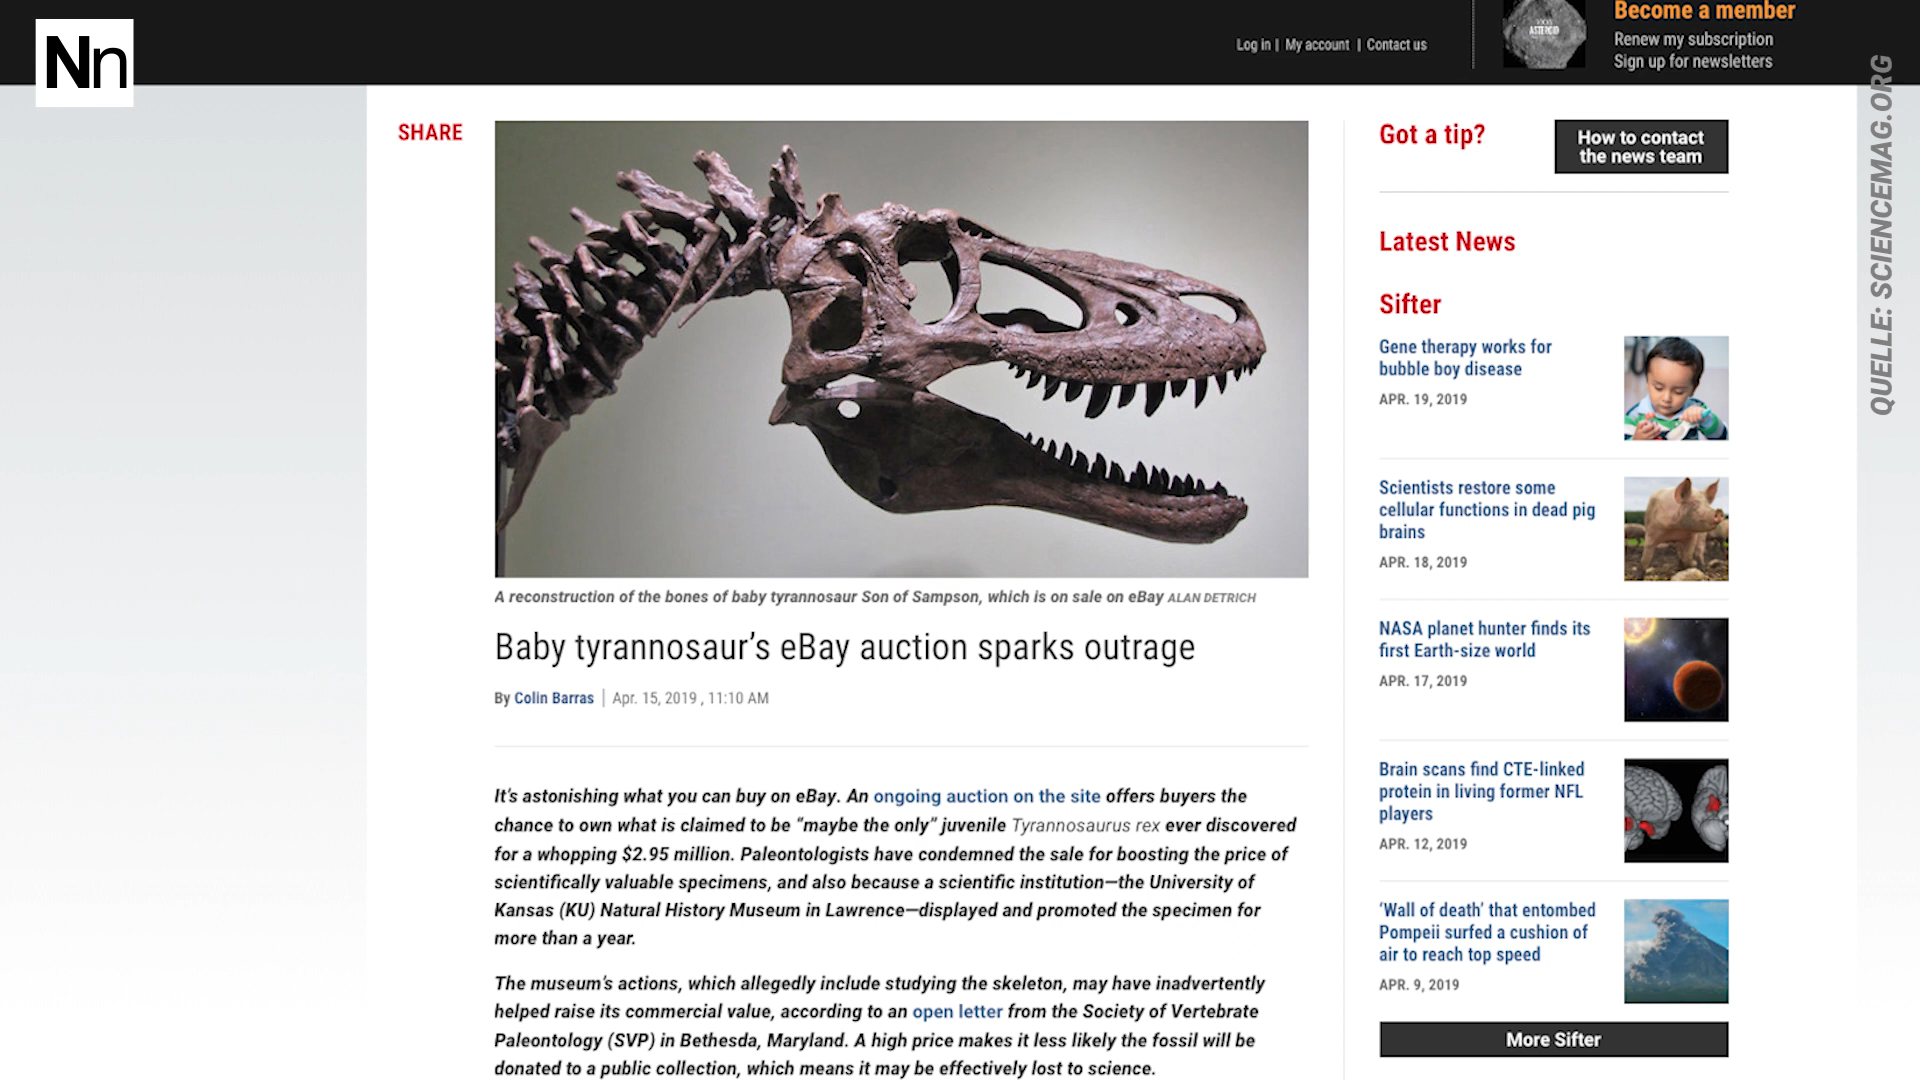 Nn
Log in | My account | Contact us
ASTEROID
Become a member
Renew my subscription
Sign up for newsletters
QUELLE: SCIENCEMAG.ORG
SHARE
A reconstruction of the bones of baby tyrannosaur Son of Sampson, which is on sale on eBay ALAN DETRICH
Baby tyrannosaur’s eBay auction sparks outrage
By Colin Barras | Apr. 15, 2019 , 11:10 AM
It’s astonishing what you can buy on eBay. An ongoing auction on the site offers buyers the
chance to own what is claimed to be “maybe the only” juvenile Tyrannosaurus rex ever discovered
for a whopping $2.95 million. Paleontologists have condemned the sale for boosting the price of
scientifically valuable specimens, and also because a scientific institution—the University of
Kansas (KU) Natural History Museum in Lawrence—displayed and promoted the specimen for
more than a year.
The museum’s actions, which allegedly include studying the skeleton, may have inadvertently
helped raise its commercial value, according to an open letter from the Society of Vertebrate
Paleontology (SVP) in Bethesda, Maryland. A high price makes it less likely the fossil will be
donated to a public collection, which means it may be effectively lost to science.
Got a tip?
How to contact
the news team
Latest News
Sifter
Gene therapy works for
bubble boy disease
APR. 19, 2019
Scientists restore some
cellular functions in dead pig
brains
APR. 18, 2019
NASA planet hunter finds its
first Earth-size world
APR. 17, 2019
Brain scans find CTE-linked
protein in living former NFL
players
APR. 12, 2019
‘Wall of death’ that entombed
Pompeii surfed a cushion of
air to reach top speed
APR. 9, 2019
More Sifter